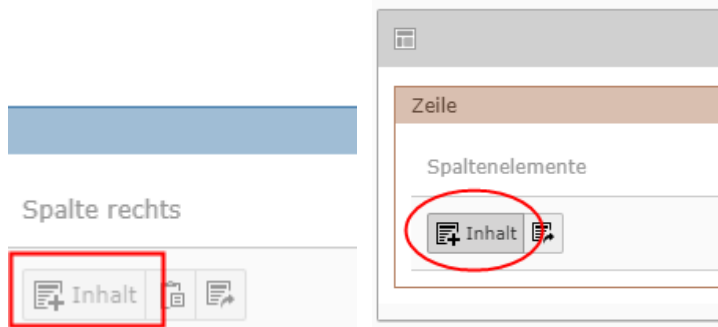 Spalte rechts
Inhalt
Zeile
Spaltenelemente
Inhalt